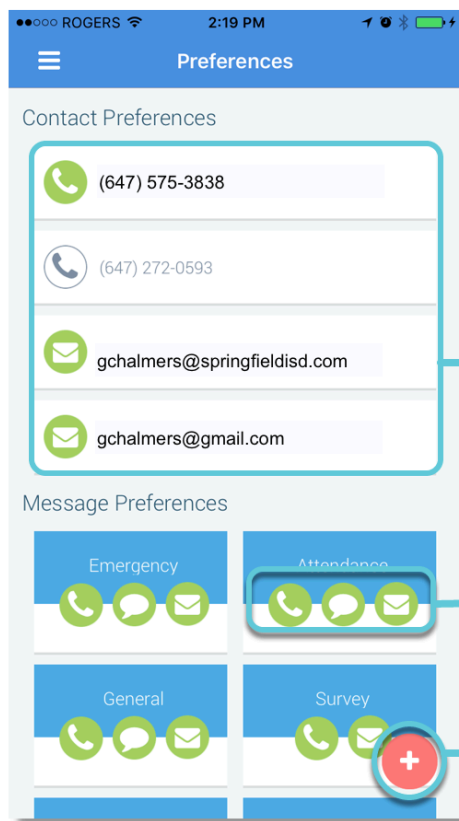 ROGERS 2:19 PM
Preferences
Contact Preferences
(647) 575-3838
(647) 272-0593
gchalmers@springfieldisd.com
gchalmers@gmail.com
Message Preferences
Emergency Attendance
General Survey